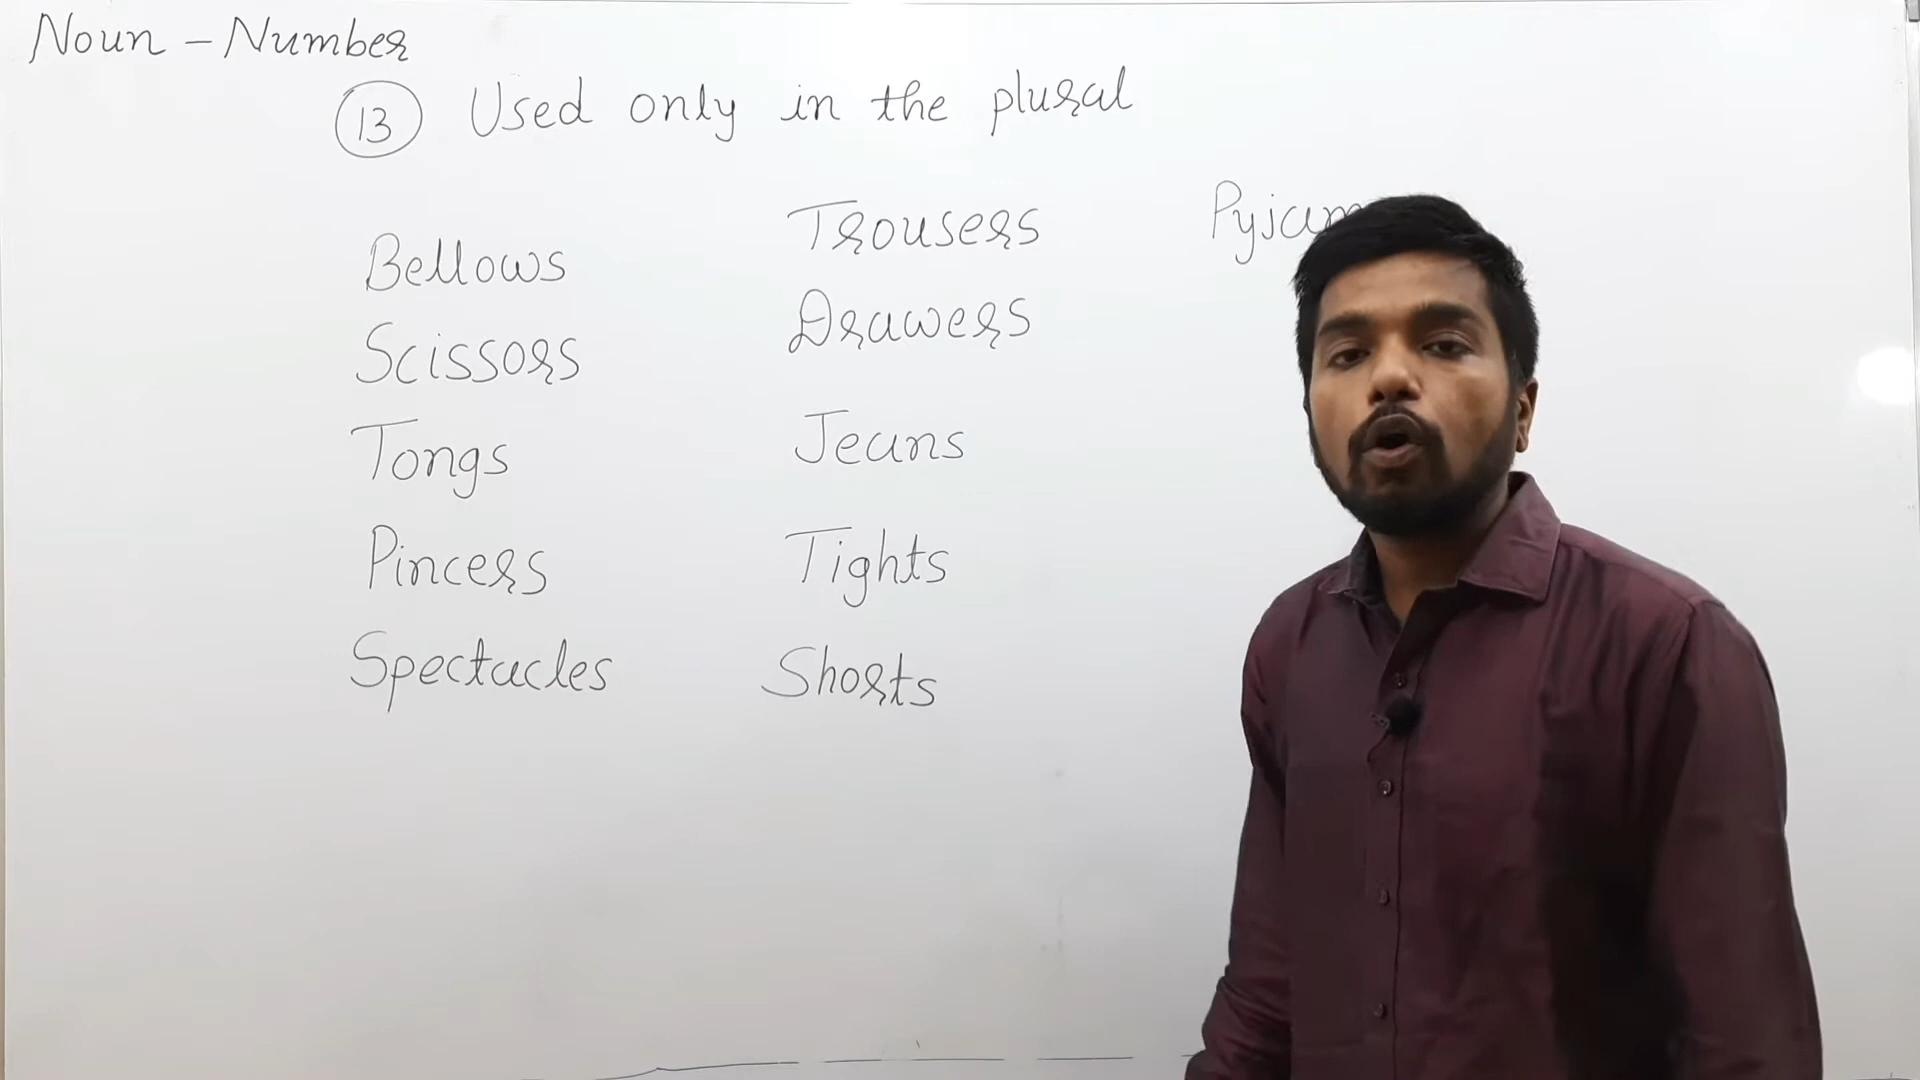 Noun - Number
13 Used only in the plural
Bellows
Scissors
Tongs
Pincers
Spectacles
Trousers
Drawers
Jeans
Tights
Shorts